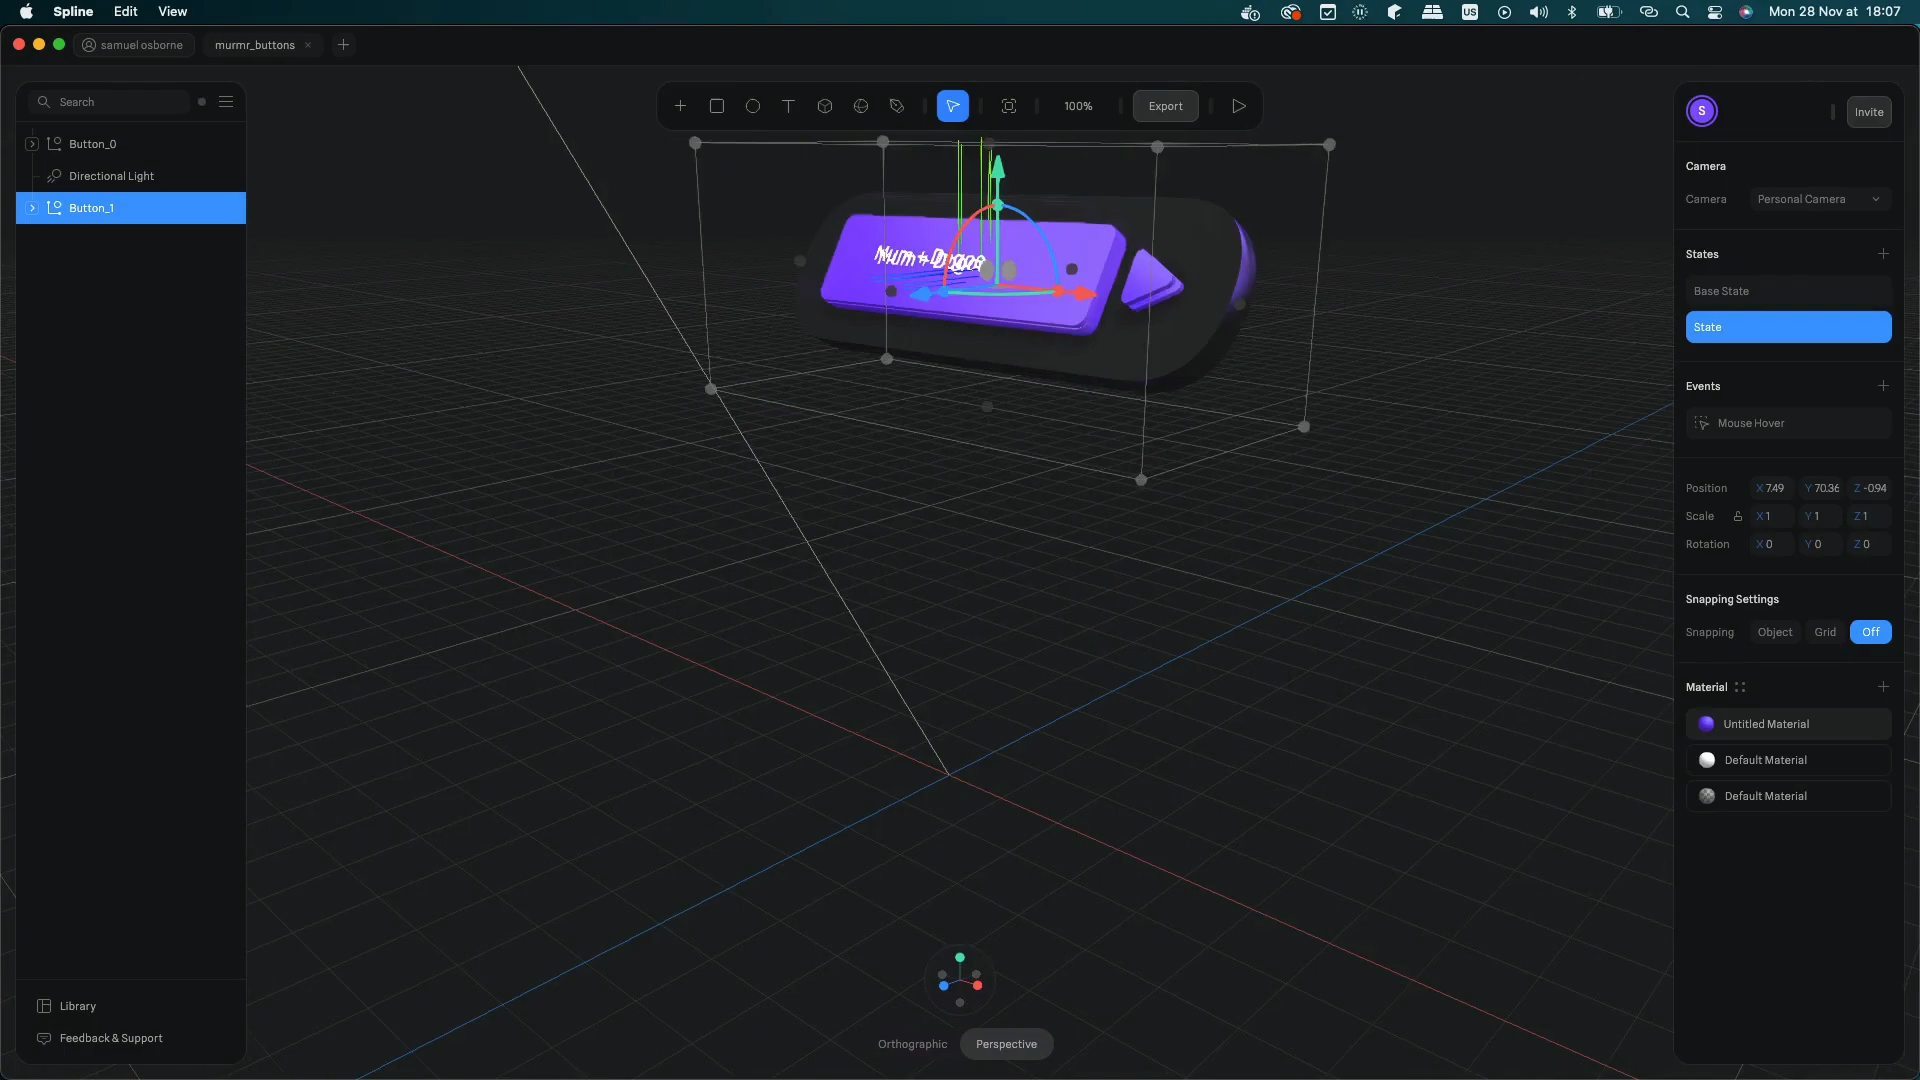 Spline Edit View
US
Mon 28 Nov at 18:07
samuel osborne
murmr_buttons
Search
100%
Export
S
Invite
Button_0
Directional Light
Button_1
Camera
Camera Personal Camera
States
Base State
State
Events
Mouse Hover
Position X 7.49 Y 70.36 Z -0.94
Scale X 1 Y 1 Z 1
Rotation X 0 Y 0 Z 0
Snapping Settings
Snapping Object Grid Off
Material
Untitled Material
Default Material
Default Material
Library
Feedback & Support
Orthographic Perspective